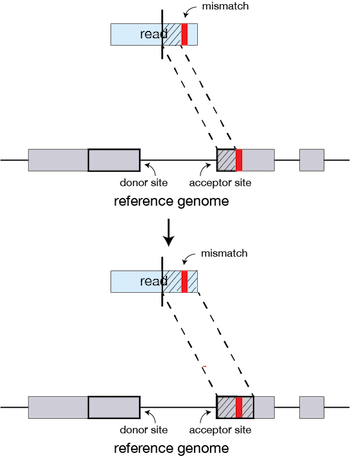 mismatch
read
donor site
acceptor site
reference genome
mismatch
read
donor site
acceptor site
reference genome